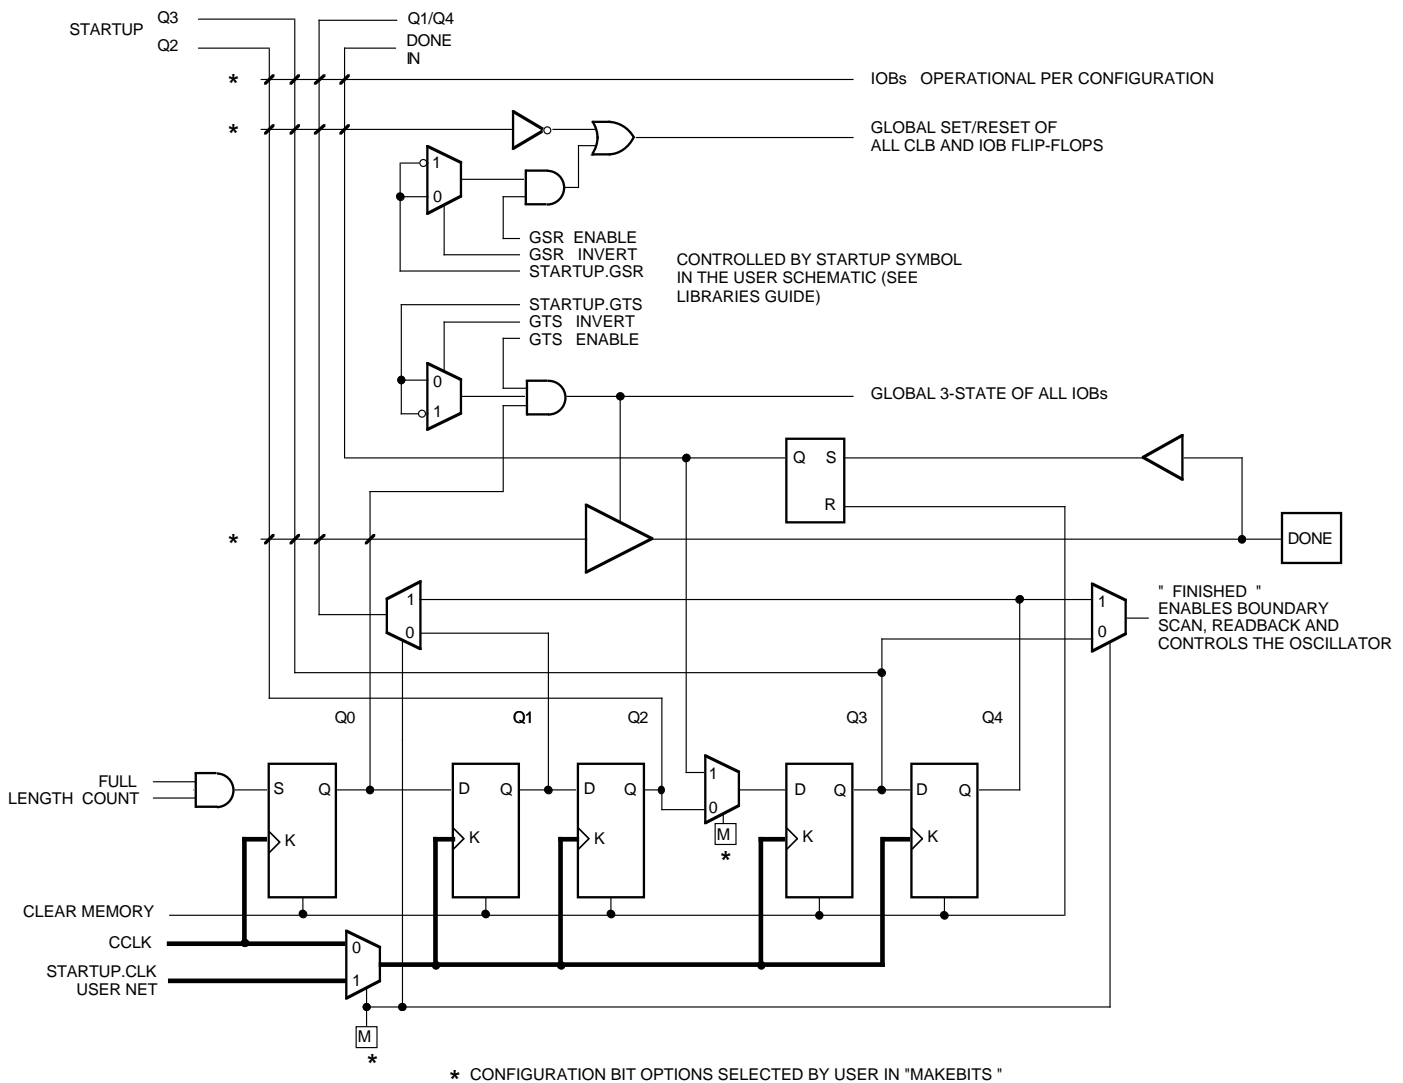 STARTUP
Q3
Q2
Q1/Q4
DONE
IN
*
IOBs OPERATIONAL PER CONFIGURATION
*
GLOBAL SET/RESET OF
ALL CLB AND IOB FLIP-FLOPS
1
0
GSR ENABLE
GSR INVERT
STARTUP.GSR
CONTROLLED BY STARTUP SYMBOL
IN THE USER SCHEMATIC (SEE
LIBRARIES GUIDE)
STARTUP.GTS
GTS INVERT
GTS ENABLE
0
1
GLOBAL 3-STATE OF ALL IOBs
Q S
R
*
DONE
1
0
1
0
" FINISHED "
ENABLES BOUNDARY
SCAN, READBACK AND
CONTROLS THE OSCILLATOR
Q0
Q1
Q2
Q3
Q4
FULL
LENGTH COUNT
S Q
K
D Q
K
D Q
K
1
0
M
*
D Q
K
D Q
K
CLEAR MEMORY
CCLK
STARTUP.CLK
USER NET
0
1
M
*
* CONFIGURATION BIT OPTIONS SELECTED BY USER IN "MAKEBITS "